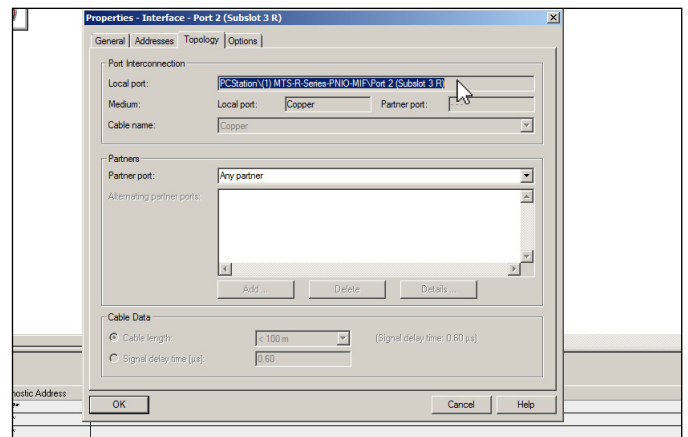 Properties - Interface - Port 2 (Subslot 3 R)
General Addresses Topology Options
Port Interconnection
Local port: PCStation\(1) MTS-R-Series-PNIO-MIF\Port 2 (Subslot 3 R)
Medium: Local port: Copper Partner port: ---
Cable name: Copper
Partners
Partner port: Any partner
Alternating partner ports:
Add ... Delete Details ...
Cable Data
Cable length: < 100 m (Signal delay time: 0.60 µs)
Signal delay time [µs]: 0.60
nostic Address
OK Cancel Help